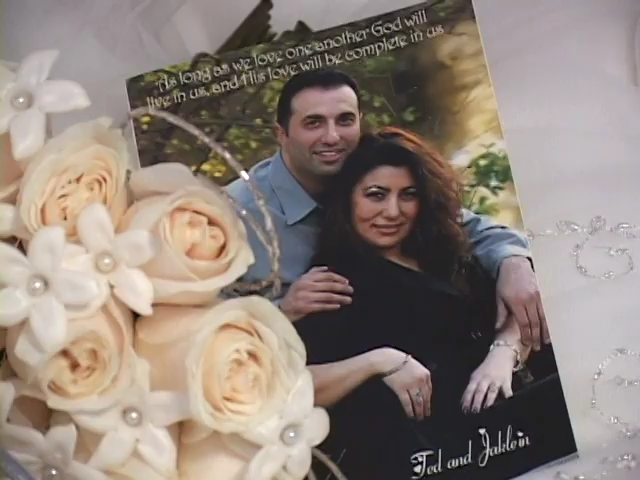 "As long as we love one another God will
live in us, and His love will be complete in us
Ted and Jaklein